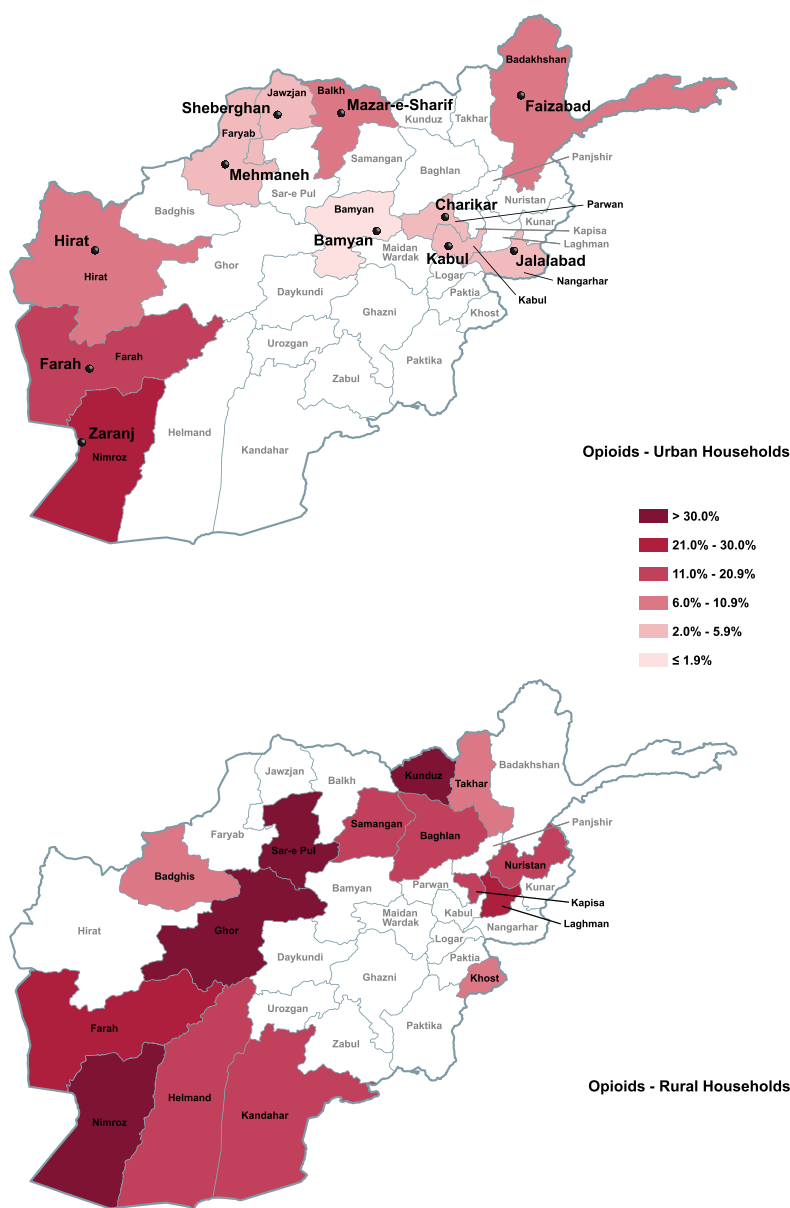 Badakhshan
Jawzjan
Balkh
Sheberghan
Mazar-e-Sharif
Faizabad
Kunduz
Takhar
Faryab
Samangan
Panjshir
Mehmaneh
Baghlan
Sar-e Pul
Nuristan
Charikar
Parwan
Badghis
Bamyan
Kunar
Kapisa
Hirat
Bamyan
Laghman
Maidan
Wardak
Kabul
Jalalabad
Ghor
Hirat
Logar
Nangarhar
Daykundi
Paktia
Kabul
Ghazni
Khost
Urozgan
Farah
Farah
Paktika
Zabul
Zaranj
Helmand
Nimroz
Kandahar
Opioids - Urban Households
> 30.0%
21.0% - 30.0%
11.0% - 20.9%
6.0% - 10.9%
2.0% - 5.9%
≤ 1.9%
Badakhshan
Jawzjan
Kunduz
Balkh
Takhar
Samangan
Panjshir
Faryab
Baghlan
Sar-e Pul
Nuristan
Badghis
Parwan
Bamyan
Kunar
Kapisa
Maidan
Wardak
Kabul
Laghman
Hirat
Ghor
Nangarhar
Logar
Daykundi
Paktia
Ghazni
Khost
Urozgan
Farah
Paktika
Zabul
Opioids - Rural Households
Helmand
Kandahar
Nimroz